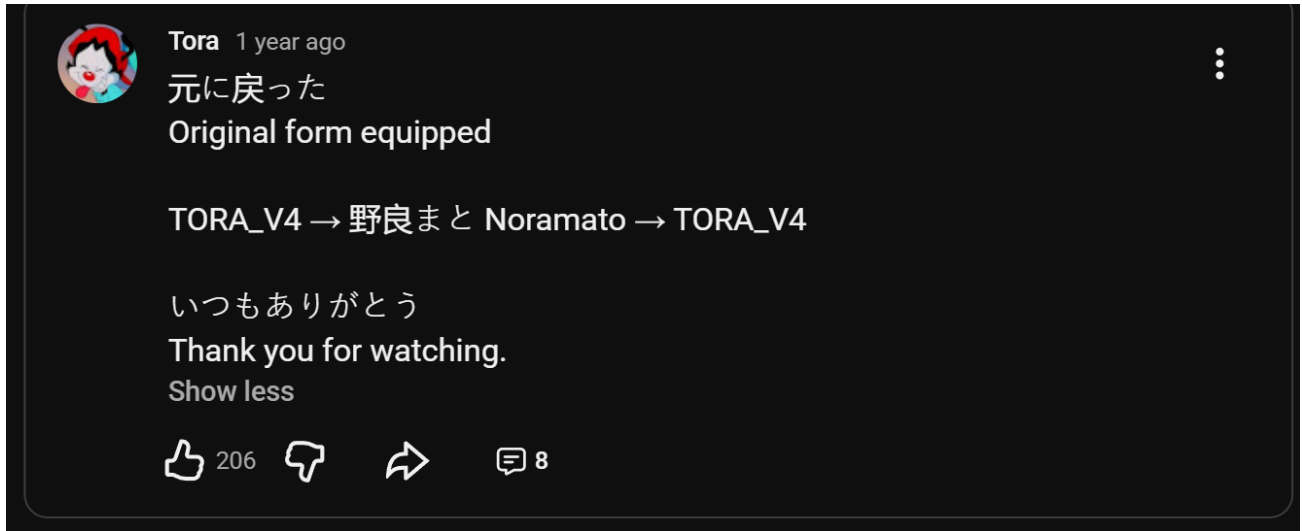 Tora 1 year ago
元に戻った
Original form equipped
TORA_V4 → 野良まと Noramato → TORA_V4
いつもありがとう
Thank you for watching.
Show less
206
8